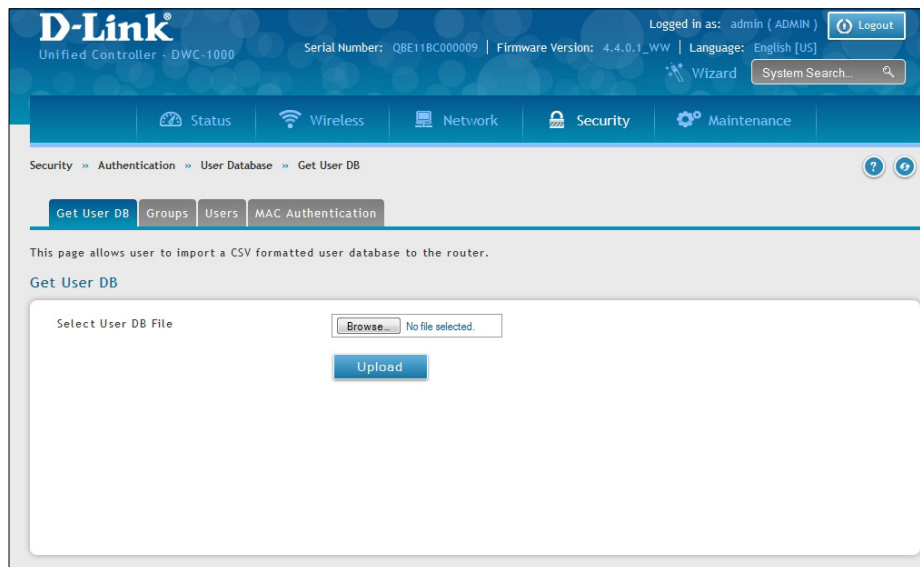 D-Link®
Unified Controller - DWC-1000
Logged in as: admin ( ADMIN )
Logout
Serial Number: QBE11BC000009 | Firmware Version: 4.4.0.1_WW | Language: English [US]
Wizard
System Search...
Status
Wireless
Network
Security
Maintenance
Security » Authentication » User Database » Get User DB
?
Get User DB
Groups
Users
MAC Authentication
This page allows user to import a CSV formatted user database to the router.
Get User DB
Select User DB File
Browse... No file selected.
Upload